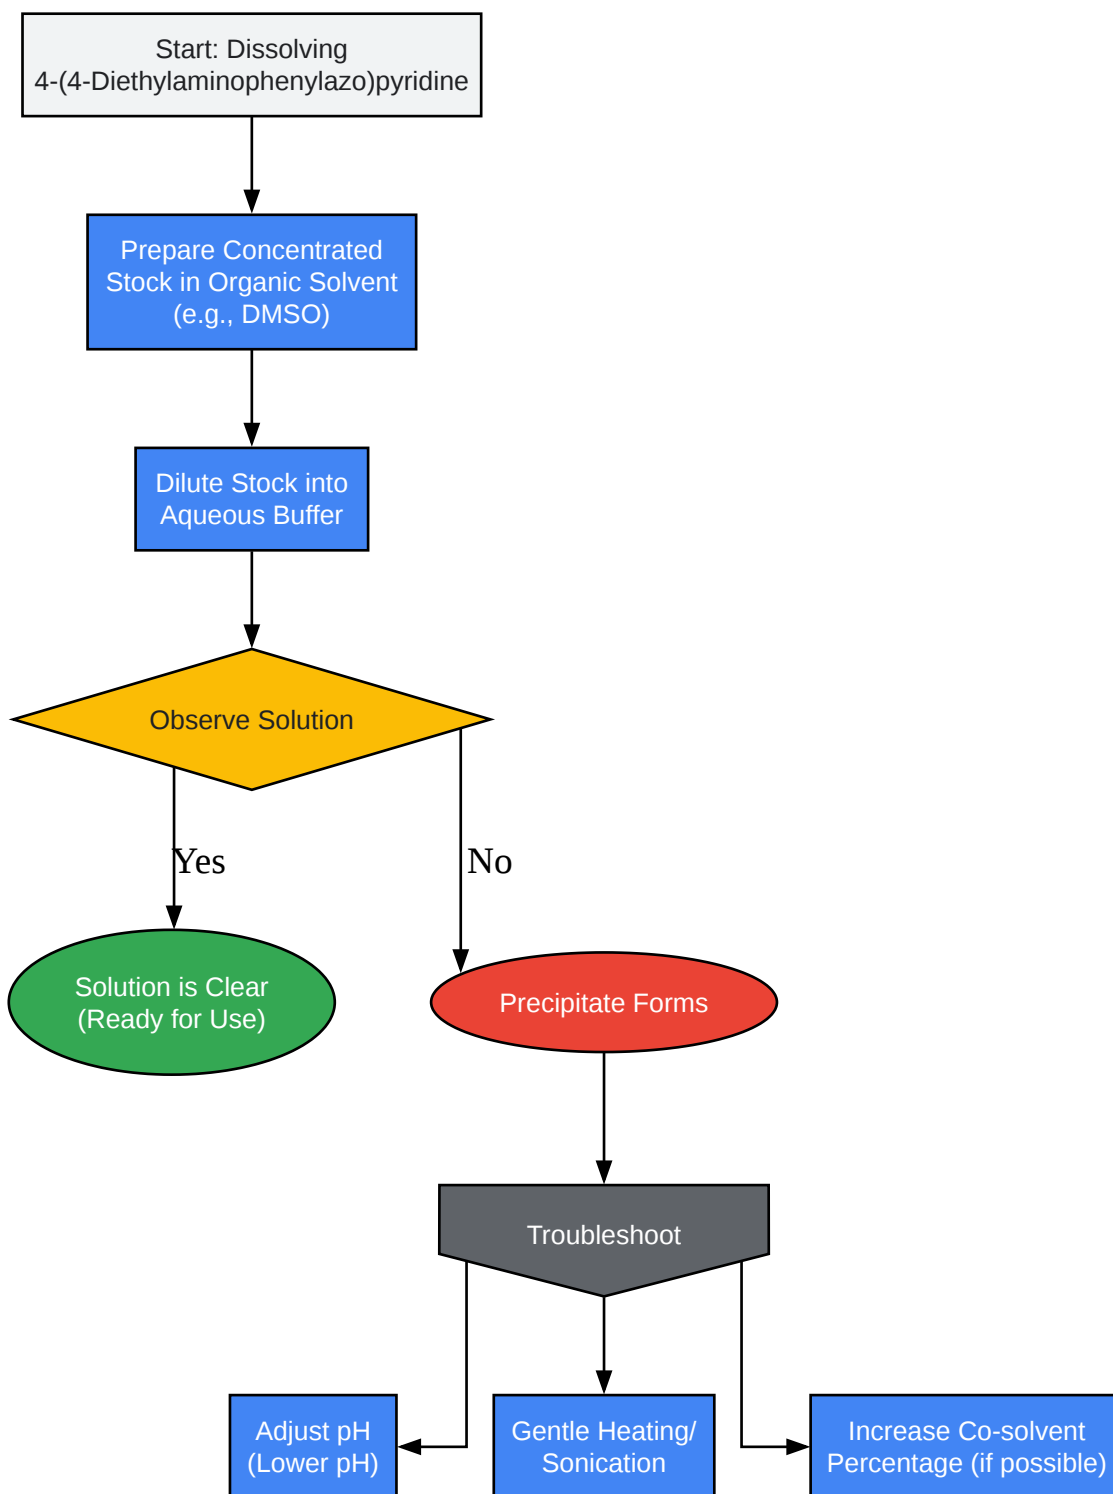 Start: Dissolving
4-(4-Diethylaminophenylazo)pyridine
Prepare Concentrated
Stock in Organic Solvent
(e.g., DMSO)
Dilute Stock into
Aqueous Buffer
Observe Solution
Yes
No
Solution is Clear
(Ready for Use)
Precipitate Forms
Troubleshoot
Adjust pH
(Lower pH)
Gentle Heating/
Sonication
Increase Co-solvent
Percentage (if possible)